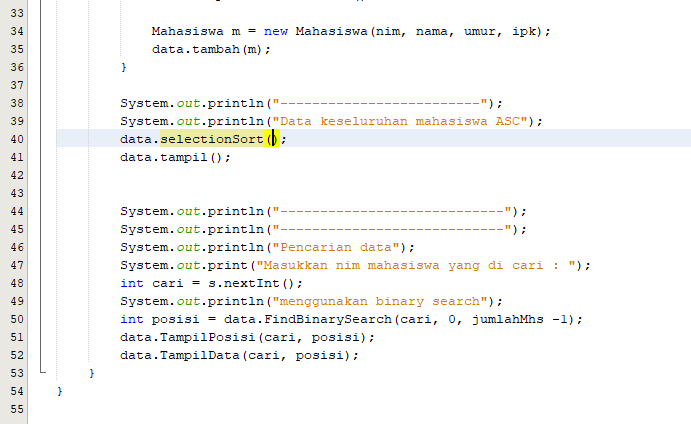 33
34 Mahasiswa m = new Mahasiswa(nim, nama, umur, ipk);
35 data.tambah(m);
36 }
37
38 System.out.println("-------------------------");
39 System.out.println("Data keseluruhan mahasiswa ASC");
40 data.selectionSort();
41 data.tampil();
42
43
44 System.out.println("----------------------------");
45 System.out.println("----------------------------");
46 System.out.println("Pencarian data");
47 System.out.print("Masukkan nim mahasiswa yang di cari : ");
48 int cari = s.nextInt();
49 System.out.println("menggunakan binary search");
50 int posisi = data.FindBinarySearch(cari, 0, jumlahMhs -1);
51 data.TampilPosisi(cari, posisi);
52 data.TampilData(cari, posisi);
53 }
54 }
55